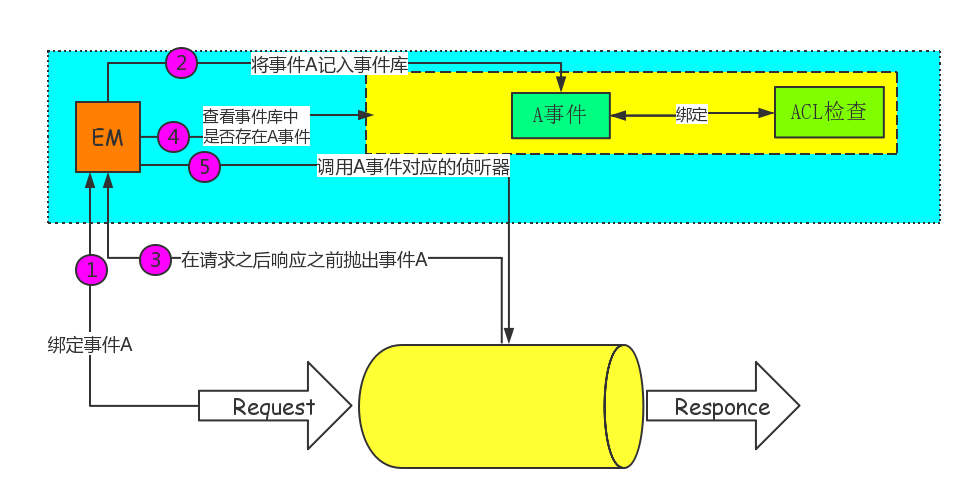 2
将事件A记入事件库
EM
4
查看事件库中
是否存在A事件
A事件
绑定
ACL检查
5
调用A事件对应的侦听器
1
3
在请求之后响应之前抛出事件A
绑定事件A
Request
Responce